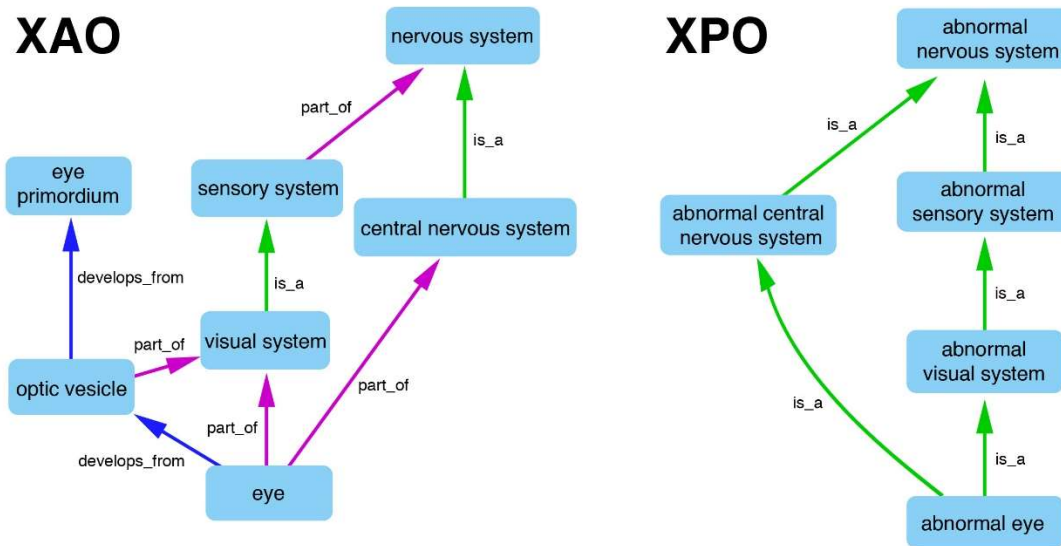 XAO
nervous system
part_of
is_a
eye
primordium
sensory system
central nervous system
develops_from
is_a
part_of
visual system
part_of
optic vesicle
part_of
develops_from
eye
XPO
abnormal
nervous system
is_a
is_a
abnormal central
nervous system
abnormal
sensory system
is_a
abnormal
visual system
is_a
is_a
abnormal eye